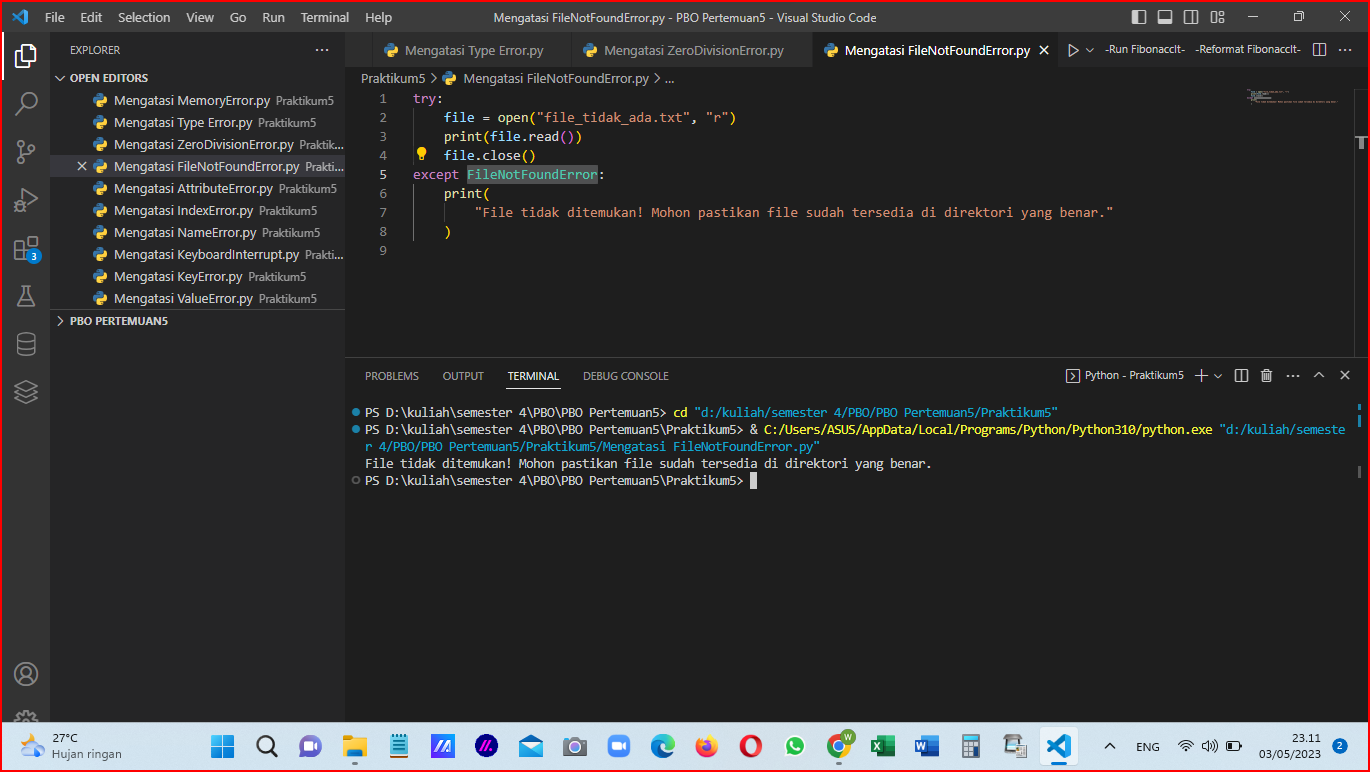 File Edit Selection View Go Run Terminal Help
Mengatasi FileNotFoundError.py - PBO Pertemuan5 - Visual Studio Code
EXPLORER
OPEN EDITORS
Mengatasi MemoryError.py Praktikum5
Mengatasi Type Error.py Praktikum5
Mengatasi ZeroDivisionError.py Praktik...
Mengatasi FileNotFoundError.py Prakti...
Mengatasi AttributeError.py Praktikum5
Mengatasi IndexError.py Praktikum5
Mengatasi NameError.py Praktikum5
Mengatasi KeyboardInterrupt.py Prakti...
Mengatasi KeyError.py Praktikum5
Mengatasi ValueError.py Praktikum5
PBO PERTEMUAN5
3
Mengatasi Type Error.py Mengatasi ZeroDivisionError.py Mengatasi FileNotFoundError.py -Run FibonaccIt- -Reformat FibonaccIt-
Praktikum5 > Mengatasi FileNotFoundError.py > ...
1 try:
2 file = open("file_tidak_ada.txt", "r")
3 print(file.read())
4 file.close()
5 except FileNotFoundError:
6 print(
7 "File tidak ditemukan! Mohon pastikan file sudah tersedia di direktori yang benar."
8 )
9
PROBLEMS OUTPUT TERMINAL DEBUG CONSOLE
Python - Praktikum5
PS D:\kuliah\semester 4\PBO\PBO Pertemuan5> cd "d:/kuliah/semester 4/PBO/PBO Pertemuan5/Praktikum5"
PS D:\kuliah\semester 4\PBO\PBO Pertemuan5\Praktikum5> & C:/Users/ASUS/AppData/Local/Programs/Python/Python310/python.exe "d:/kuliah/semeste
r 4/PBO/PBO Pertemuan5/Praktikum5/Mengatasi FileNotFoundError.py"
File tidak ditemukan! Mohon pastikan file sudah tersedia di direktori yang benar.
PS D:\kuliah\semester 4\PBO\PBO Pertemuan5\Praktikum5>
27°C
Hujan ringan
W
ENG
23.11
03/05/2023
2